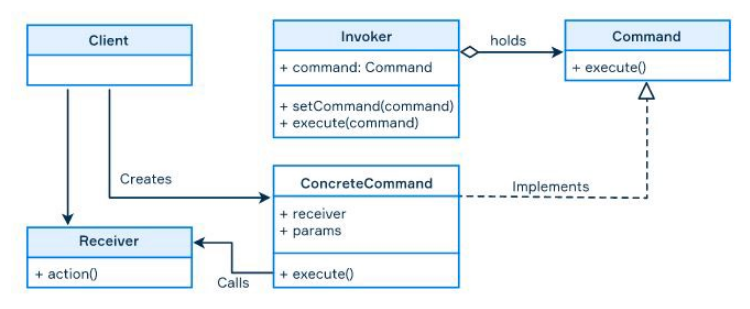 Client
Invoker
+ command: Command
+ setCommand(command)
+ execute(command)
holds
Command
+ execute()
Creates
ConcreteCommand
+ receiver
+ params
+ execute()
Implements
Receiver
+ action()
Calls